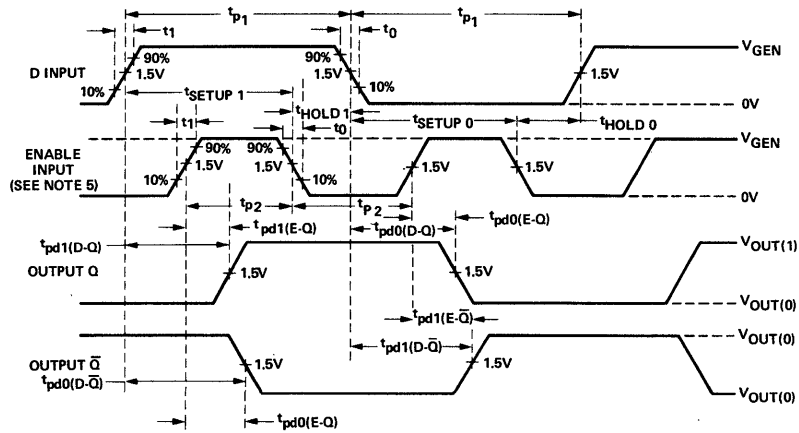 tp1
tp1
t1
t0
90%
90%
VGEN
D INPUT
1.5V
1.5V
1.5V
10%
10%
0V
tSETUP 1
tHOLD 1
tSETUP 0
tHOLD 0
t1
t0
VGEN
ENABLE
INPUT
(SEE NOTE 5)
90%
90%
1.5V
1.5V
1.5V
1.5V
10%
10%
0V
tp2
tP2
tpd1(E-Q)
tpd0(D-Q)
tpd0(E-Q)
tpd1(D-Q)
VOUT(1)
OUTPUT Q
1.5V
1.5V
VOUT(0)
tpd1(E-Q̅)
VOUT(0)
OUTPUT Q̅
1.5V
tpd1(D-Q̅)
1.5V
tpd0(D-Q̅)
VOUT(0)
tpd0(E-Q)